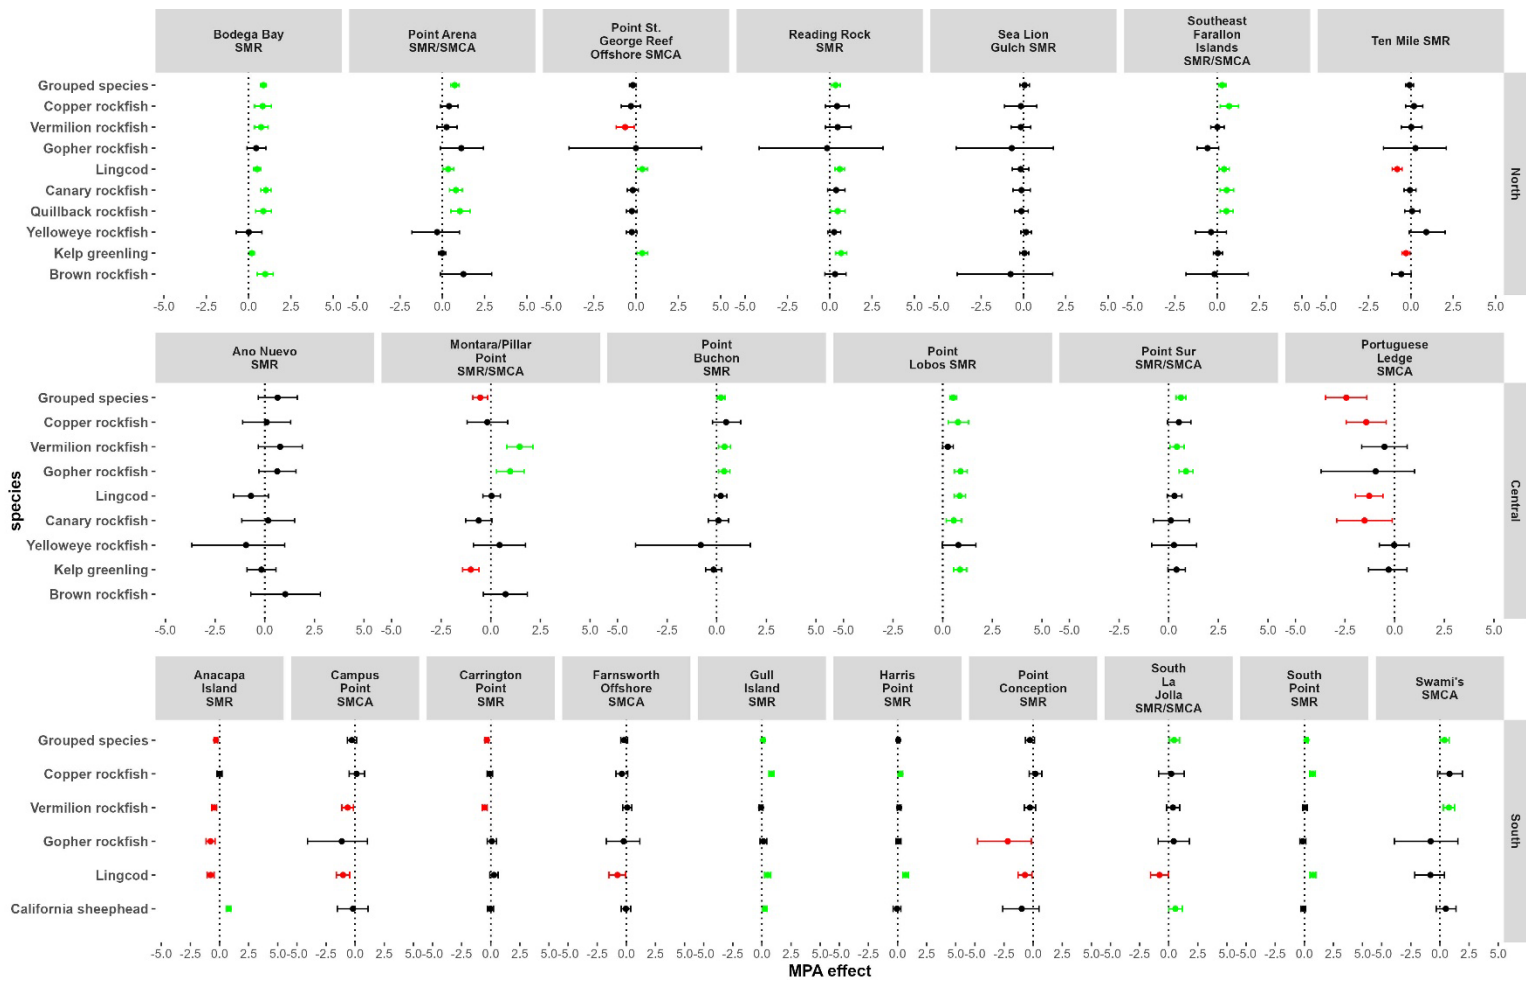 Bodega Bay
SMR
Point Arena
SMR/SMCA
Point St.
George Reef
Offshore SMCA
Reading Rock
SMR
Sea Lion
Gulch SMR
Southeast
Farallon
Islands
SMR/SMCA
Ten Mile SMR
Grouped species
Copper rockfish
Vermilion rockfish
Gopher rockfish
Lingcod
Canary rockfish
Quillback rockfish
Yelloweye rockfish
Kelp greenling
Brown rockfish
North
-5.0 -2.5 0.0 2.5 5.0 -5.0 -2.5 0.0 2.5 5.0 -5.0 -2.5 0.0 2.5 5.0 -5.0 -2.5 0.0 2.5 5.0 -5.0 -2.5 0.0 2.5 5.0 -5.0 -2.5 0.0 2.5 5.0 -5.0 -2.5 0.0 2.5 5.0
Ano Nuevo
SMR
Montara/Pillar
Point
SMR/SMCA
Point
Buchon
SMR
Point
Lobos SMR
Point Sur
SMR/SMCA
Portuguese
Ledge
SMCA
species
Grouped species
Copper rockfish
Vermilion rockfish
Gopher rockfish
Lingcod
Canary rockfish
Yelloweye rockfish
Kelp greenling
Brown rockfish
Central
-5.0 -2.5 0.0 2.5 5.0 -5.0 -2.5 0.0 2.5 5.0 -5.0 -2.5 0.0 2.5 5.0 -5.0 -2.5 0.0 2.5 5.0 -5.0 -2.5 0.0 2.5 5.0 -5.0 -2.5 0.0 2.5 5.0
Anacapa
Island
SMR
Campus
Point
SMCA
Carrington
Point
SMR
Farnsworth
Offshore
SMCA
Gull
Island
SMR
Harris
Point
SMR
Point
Conception
SMR
South
La
Jolla
SMR/SMCA
South
Point
SMR
Swami's
SMCA
Grouped species
Copper rockfish
Vermilion rockfish
Gopher rockfish
Lingcod
California sheephead
South
-5.0 -2.5 0.0 2.5 5.0 -5.0 -2.5 0.0 2.5 5.0 -5.0 -2.5 0.0 2.5 5.0 -5.0 -2.5 0.0 2.5 5.0 -5.0 -2.5 0.0 2.5 5.0 -5.0 -2.5 0.0 2.5 5.0 -5.0 -2.5 0.0 2.5 5.0 -5.0 -2.5 0.0 2.5 5.0 -5.0 -2.5 0.0 2.5 5.0 -5.0 -2.5 0.0 2.5 5.0
MPA effect